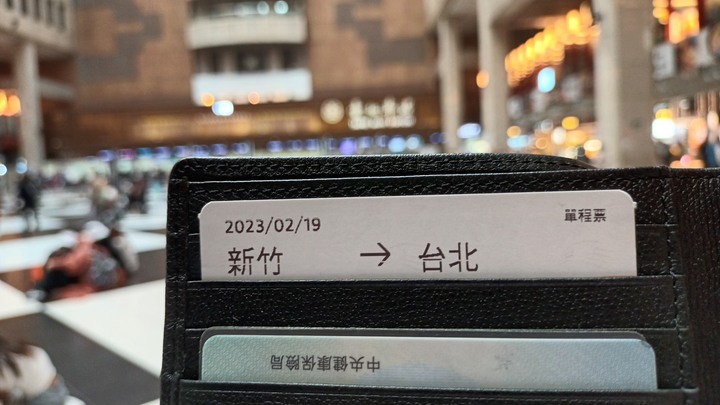 2023/02/19
單程票
新竹 → 台北
中央健康保險局